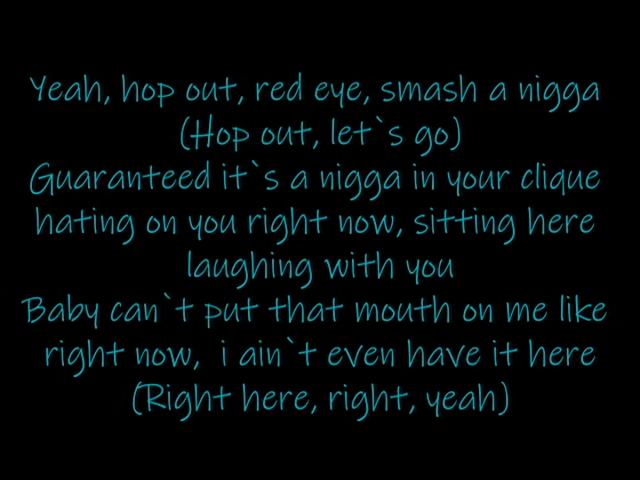 Yeah, hop out, red eye, smash a nigga
(Hop out, let`s go)
Guaranteed it`s a nigga in your clique
hating on you right now, sitting here
laughing with you
Baby can`t put that mouth on me like
right now,  i ain`t even have it here
(Right here, right, yeah)